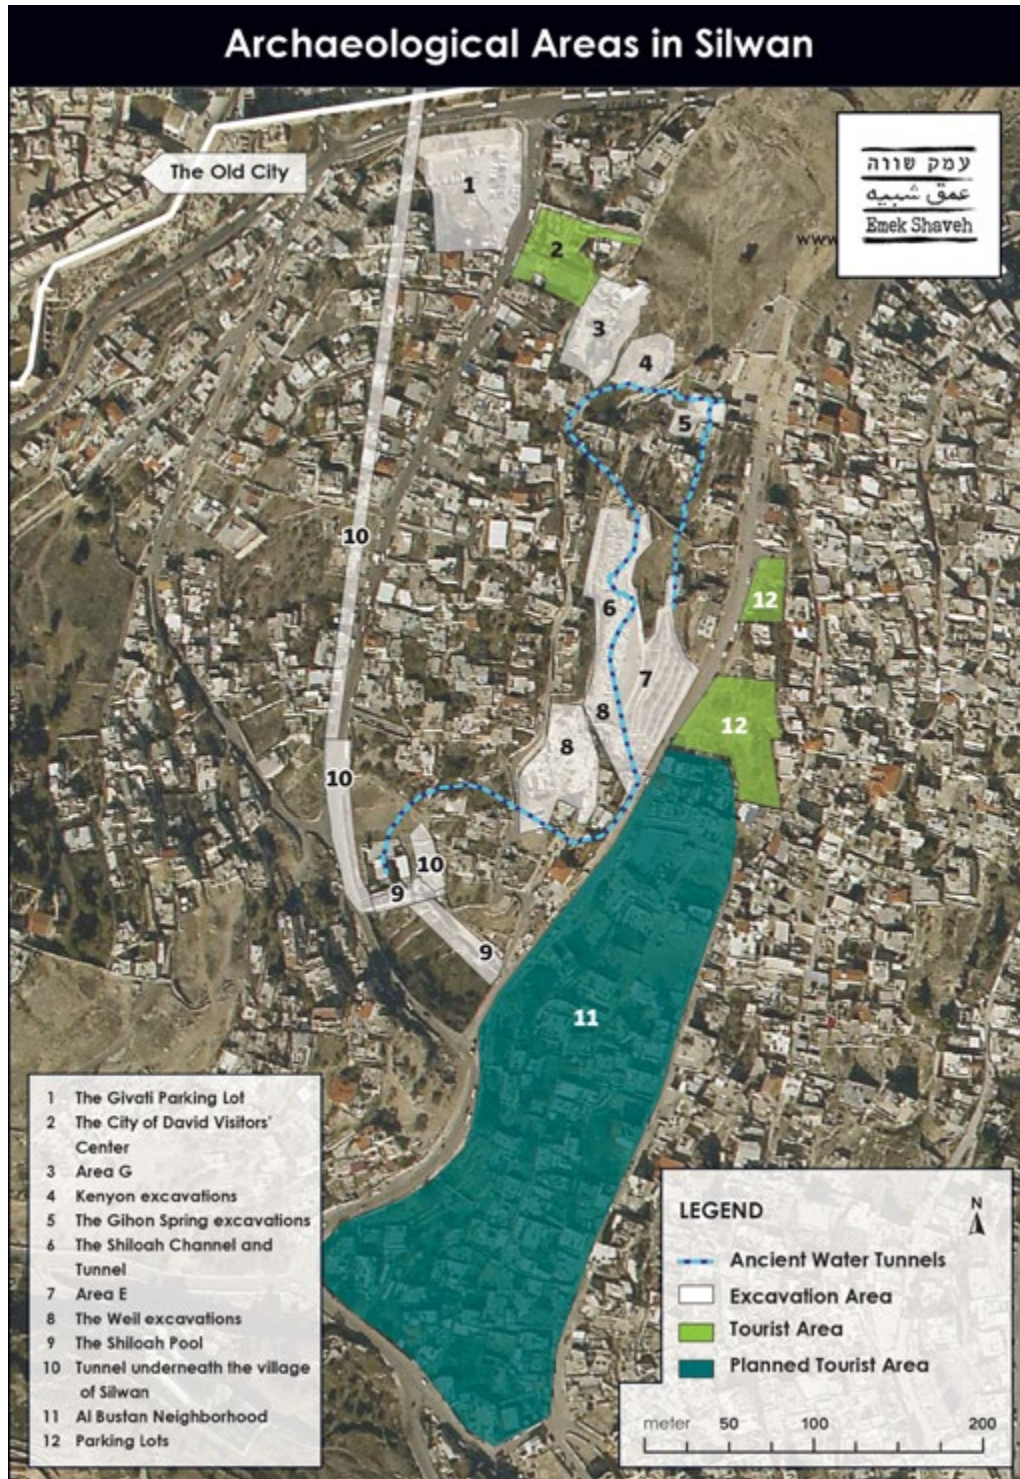 Archaeological Areas in Silwan
The Old City
עמק שווה
عمق شبيه
Emek Shaveh
www
1
2
3
4
5
10
12
6
7
12
8
8
10
10
9
9
11
1 The Givati Parking Lot
2 The City of David Visitors'
Center
3 Area G
4 Kenyon excavations
5 The Gihon Spring excavations
6 The Shiloah Channel and
Tunnel
7 Area E
8 The Weil excavations
9 The Shiloah Pool
10 Tunnel underneath the village
of Silwan
11 Al Bustan Neighborhood
12 Parking Lots
LEGEND
N
Ancient Water Tunnels
Excavation Area
Tourist Area
Planned Tourist Area
meter 50 100 200